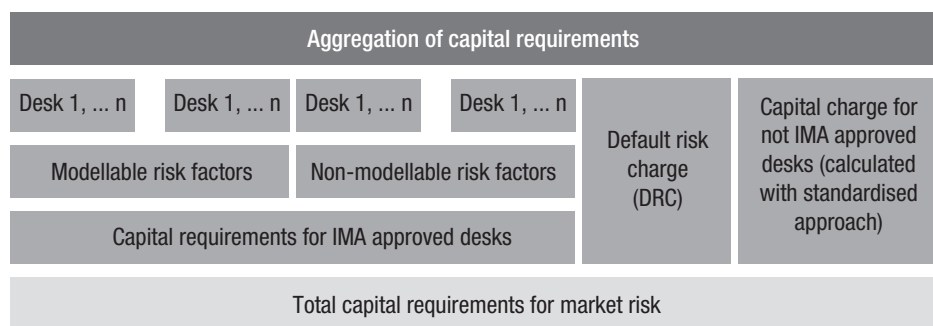 Aggregation of capital requirements
Desk 1, ... n
Desk 1, ... n
Desk 1, ... n
Desk 1, ... n
Modellable risk factors
Non-modellable risk factors
Capital requirements for IMA approved desks
Default risk
charge
(DRC)
Capital charge for
not IMA approved
desks (calculated
with standardised
approach)
Total capital requirements for market risk